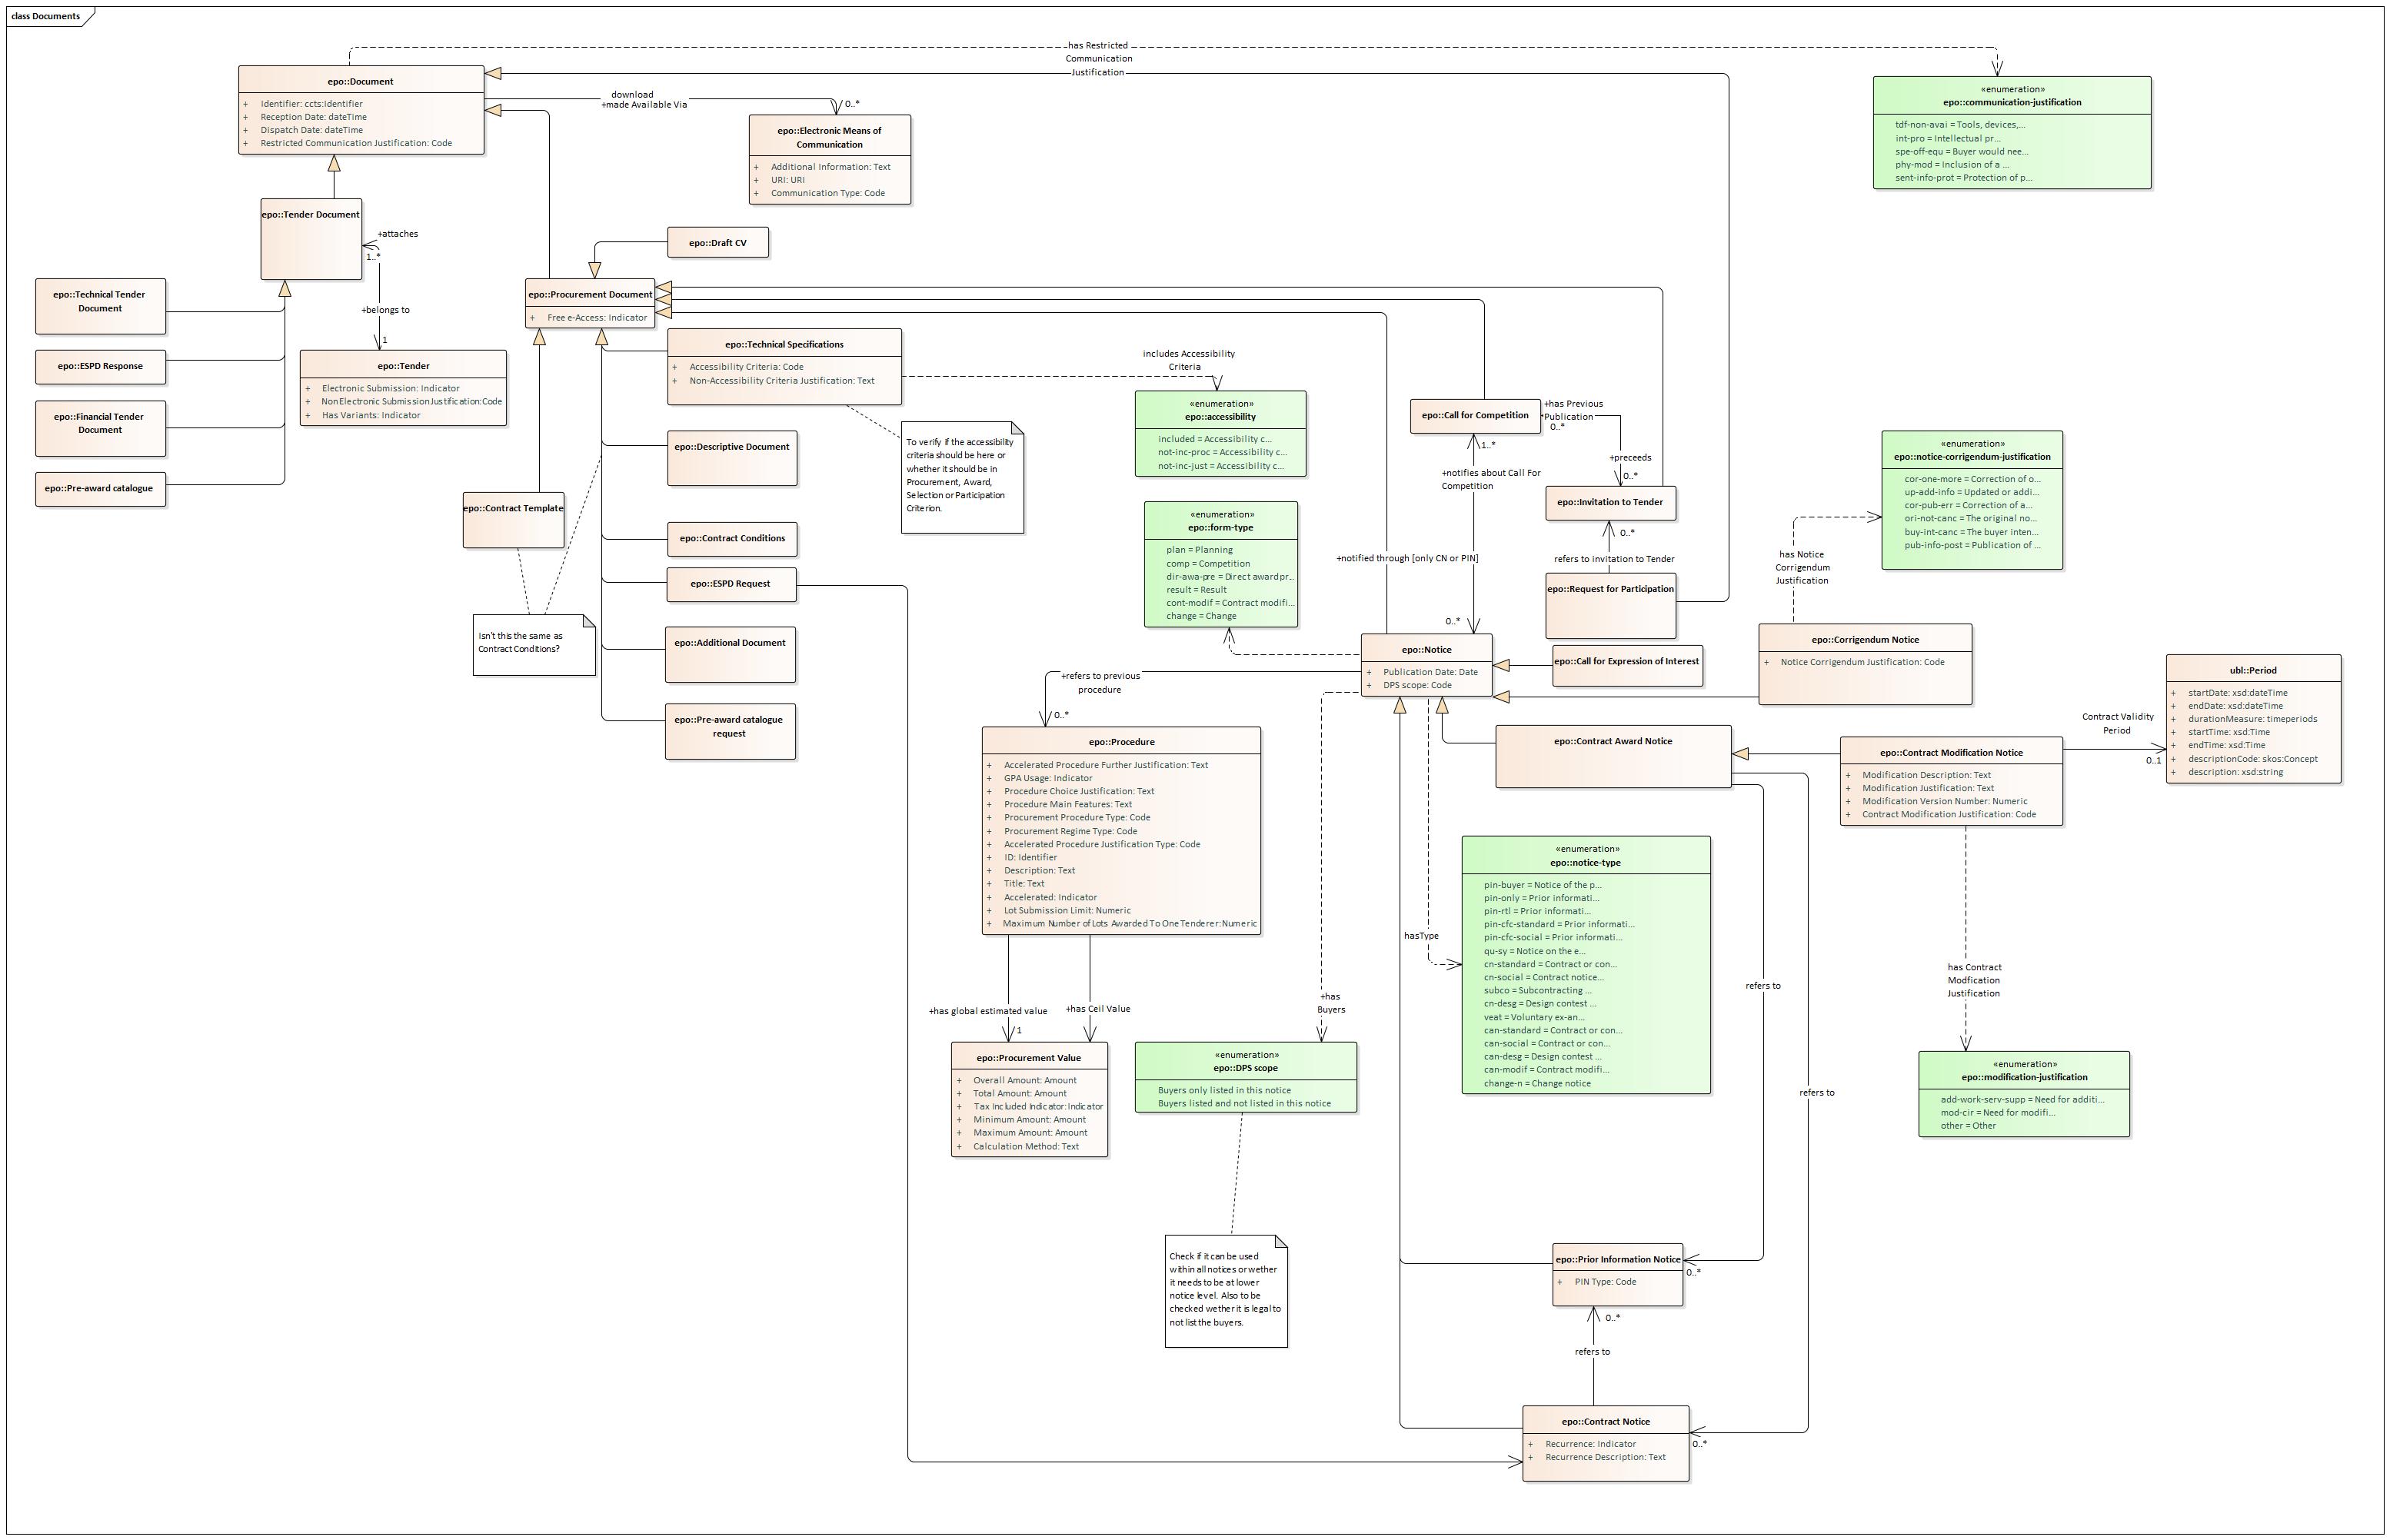 class Documents
has Restricted
Communication
Justification
epo::Document
+ Identifier: ccts:Identifier
+ Reception Date: dateTime
+ Dispatch Date: dateTime
+ Restricted Communication Justification: Code
download
+made Available Via
0..*
epo::Electronic Means of
Communication
+ Additional Information: Text
+ URI: URI
+ Communication Type: Code
«enumeration»
epo::communication-justification
tdf-non-avai = Tools, devices,...
int-pro = Intellectual pr...
spe-off-equ = Buyer would nee...
phy-mod = Inclusion of a ...
sent-info-prot = Protection of p...
epo::Tender Document
+attaches
1..*
+belongs to
1
epo::Draft CV
epo::Technical Tender
Document
epo::ESPD Response
epo::Financial Tender
Document
epo::Pre-award catalogue
epo::Tender
+ Electronic Submission: Indicator
+ NonElectronic SubmissionJustification:Code
+ Has Variants: Indicator
epo::Procurement Document
+ Free e-Access: Indicator
epo::Technical Specifications
+ Accessibility Criteria: Code
+ Non-Accessibility Criteria Justification: Text
includes Accessibility
Criteria
«enumeration»
epo::accessibility
included = Accessibility c...
not-inc-proc = Accessibility c...
not-inc-just = Accessibility c...
To verify if the accessibility
criteria should be here or
whether it should be in
Procurement, Award,
Selection or Participation
Criterion.
epo::Descriptive Document
epo::Contract Template
epo::Contract Conditions
epo::ESPD Request
Isn't this the same as
Contract Conditions?
epo::Additional Document
epo::Pre-award catalogue
request
«enumeration»
epo::form-type
plan = Planning
comp = Competition
dir-awa-pre = Direct award pr...
result = Result
cont-modif = Contract modifi...
change = Change
epo::Call for Competition
+has Previous
Publication
0..*
+preceeds
0..*
1..*
+notifies about Call For
Competition
+notified through [only CN or PIN]
0..*
epo::Invitation to Tender
0..*
refers to invitation to Tender
epo::Request for Participation
«enumeration»
epo::notice-corrigendum-justification
cor-one-more = Correction of o...
up-add-info = Updated or addi...
cor-pub-err = Correction of a...
ori-not-canc = The original no...
buy-int-canc = The buyer inten...
pub-info-post = Publication of ...
has Notice
Corrigendum
Justification
epo::Notice
+ Publication Date: Date
+ DPS scope: Code
epo::Call for Expression of Interest
epo::Corrigendum Notice
+ Notice Corrigendum Justification: Code
ubl::Period
+ startDate: xsd:dateTime
+ endDate: xsd:dateTime
+ durationMeasure: timeperiods
+ startTime: xsd:Time
+ endTime: xsd:Time
+ descriptionCode: skos:Concept
+ description: xsd:string
+refers to previous
procedure
0..*
epo::Procedure
+ Accelerated Procedure Further Justification: Text
+ GPA Usage: Indicator
+ Procedure Choice Justification: Text
+ Procedure Main Features: Text
+ Procurement Procedure Type: Code
+ Procurement Regime Type: Code
+ Accelerated Procedure Justification Type: Code
+ ID: Identifier
+ Description: Text
+ Title: Text
+ Accelerated: Indicator
+ Lot Submission Limit: Numeric
+ Maximum Number of Lots Awarded To One Tenderer: Numeric
epo::Contract Award Notice
epo::Contract Modification Notice
+ Modification Description: Text
+ Modification Justification: Text
+ Modification Version Number: Numeric
+ Contract Modification Justification: Code
Contract Validity
Period
0..1
«enumeration»
epo::notice-type
pin-buyer = Notice of the p...
pin-only = Prior informati...
pin-rtl = Prior informati...
pin-cfc-standard = Prior informati...
pin-cfc-social = Prior informati...
qu-sy = Notice on the e...
cn-standard = Contract or con...
cn-social = Contract notice...
subco = Subcontracting ...
cn-desg = Design contest ...
veat = Voluntary ex-an...
can-standard = Contract or con...
can-social = Contract or con...
can-desg = Design contest ...
can-modif = Contract modifi...
change-n = Change notice
hasType
+has
Buyers
refers to
refers to
has Contract
Modfication
Justification
+has global estimated value
1
+has Ceil Value
epo::Procurement Value
+ Overall Amount: Amount
+ Total Amount: Amount
+ Tax Included Indicator: Indicator
+ Minimum Amount: Amount
+ Maximum Amount: Amount
+ Calculation Method: Text
«enumeration»
epo::DPS scope
Buyers only listed in this notice
Buyers listed and not listed in this notice
«enumeration»
epo::modification-justification
add-work-serv-supp = Need for additi...
mod-cir = Need for modifi...
other = Other
Check if it can be used
within all notices or wether
it needs to be at lower
notice level. Also to be
checked wether it is legal to
not list the buyers.
epo::Prior Information Notice
+ PIN Type: Code
0..*
0..*
refers to
epo::Contract Notice
+ Recurrence: Indicator
+ Recurrence Description: Text
0..*